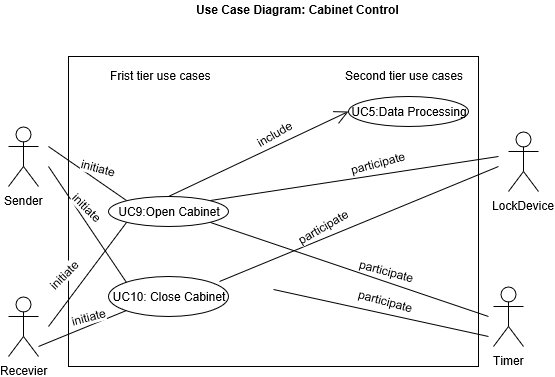 Use Case Diagram: Cabinet Control
Frist tier use cases
Second tier use cases
UC5:Data Processing
include
initiate
participate
Sender
LockDevice
initiate
UC9:Open Cabinet
participate
initiate
participate
UC10: Close Cabinet
participate
initiate
Recevier
Timer